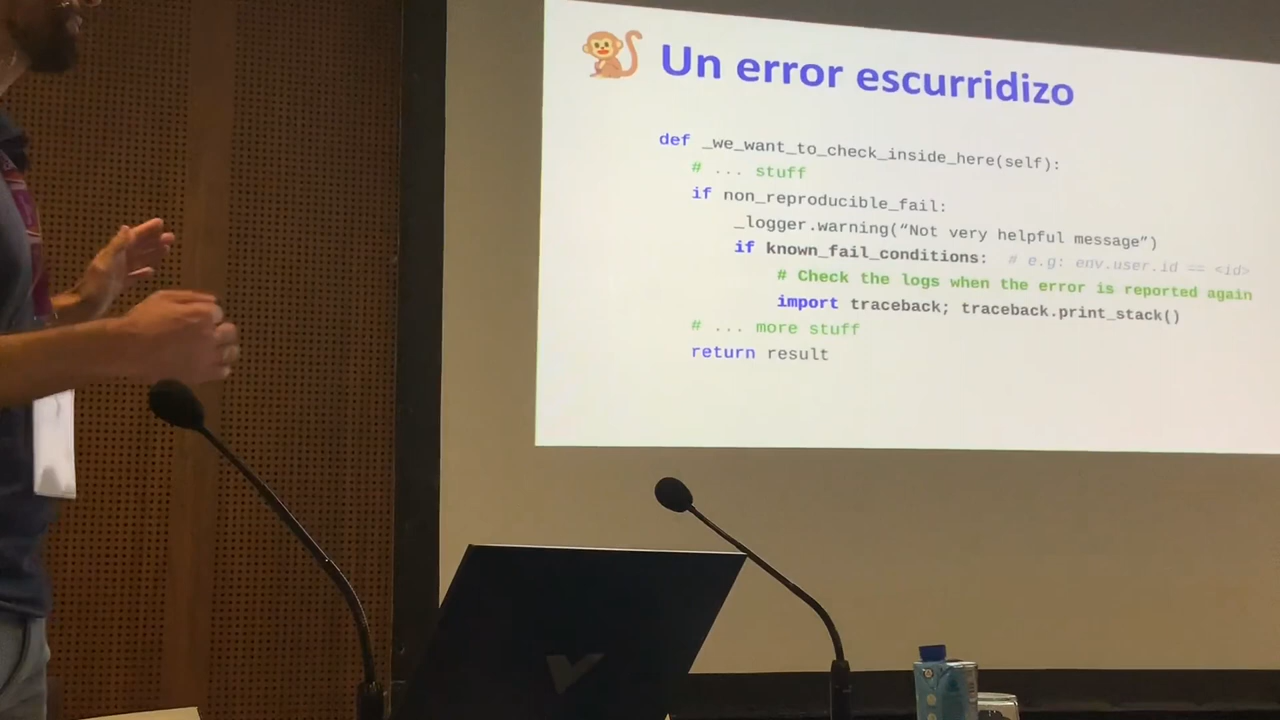 Un error escurridizo
def _we_want_to_check_inside_here(self):
# ... stuff
if non_reproducible_fail:
_logger.warning(“Not very helpful message”)
if known_fail_conditions: # e.g: env.user.id == <id>
# Check the logs when the error is reported again
import traceback; traceback.print_stack()
# ... more stuff
return result